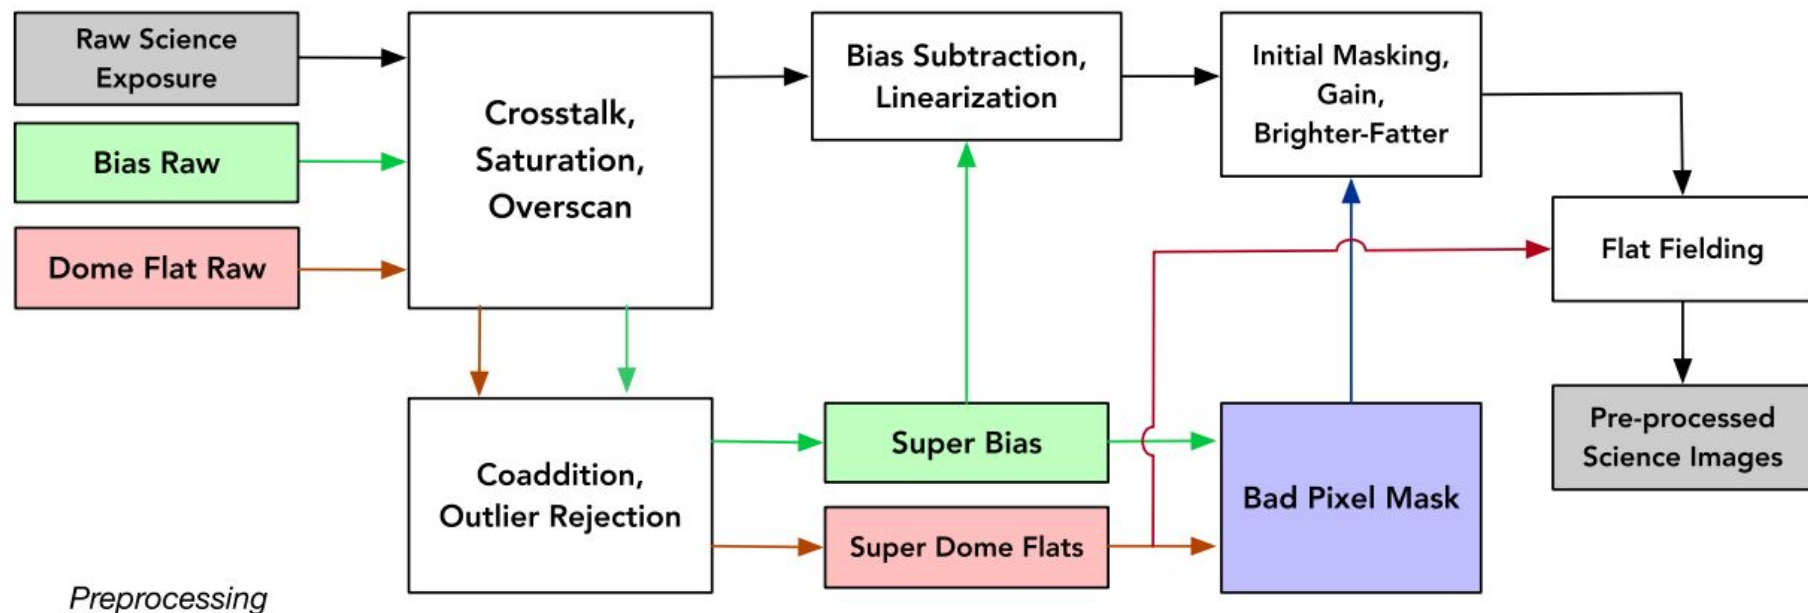 Raw Science
Exposure
Bias Raw
Dome Flat Raw
Crosstalk,
Saturation,
Overscan
Bias Subtraction,
Linearization
Initial Masking,
Gain,
Brighter-Fatter
Flat Fielding
Coaddition,
Outlier Rejection
Super Bias
Super Dome Flats
Bad Pixel Mask
Pre-processed
Science Images
Preprocessing